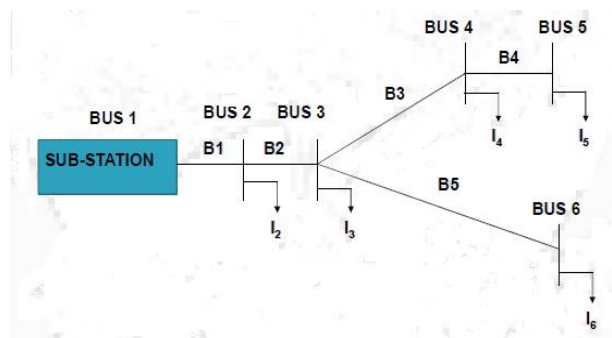 BUS 4
BUS 5
B4
B3
BUS 1
BUS 2
BUS 3
SUB-STATION
B1
B2
I4
I5
B5
BUS 6
I2
I3
I6